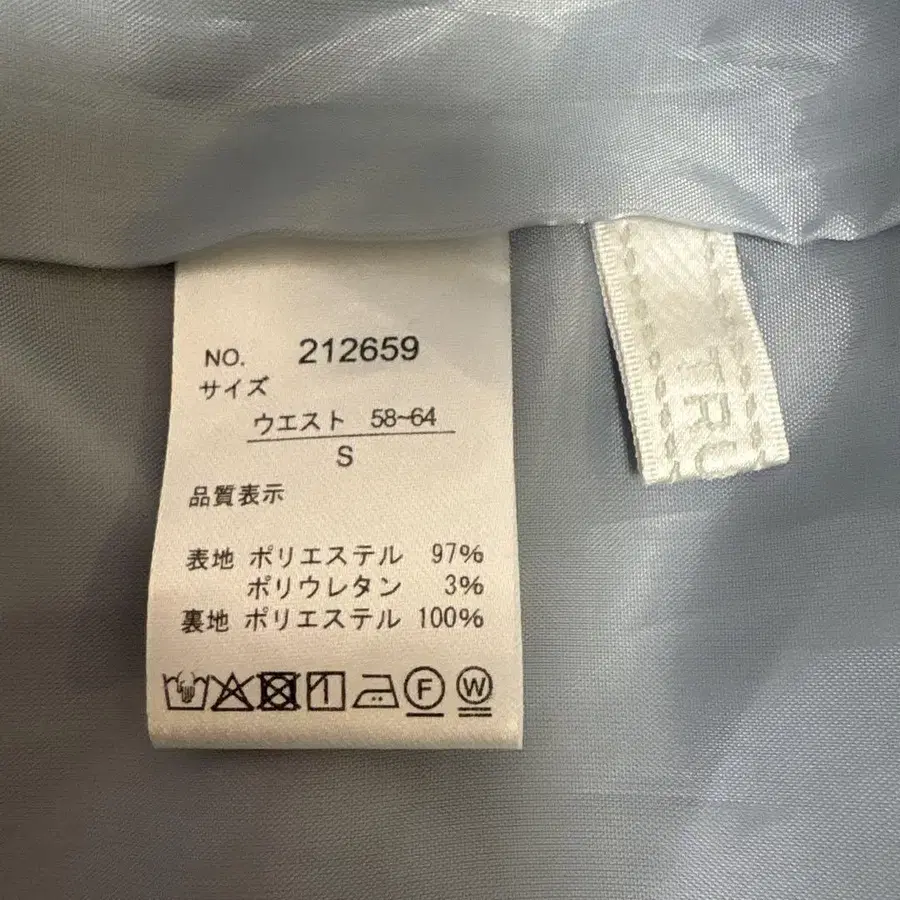 NO. 212659
サイズ
ウエスト 58~64
S
品質表示
表地 ポリエステル 97%
ポリウレタン 3%
裏地 ポリエステル 100%
F W
TRU